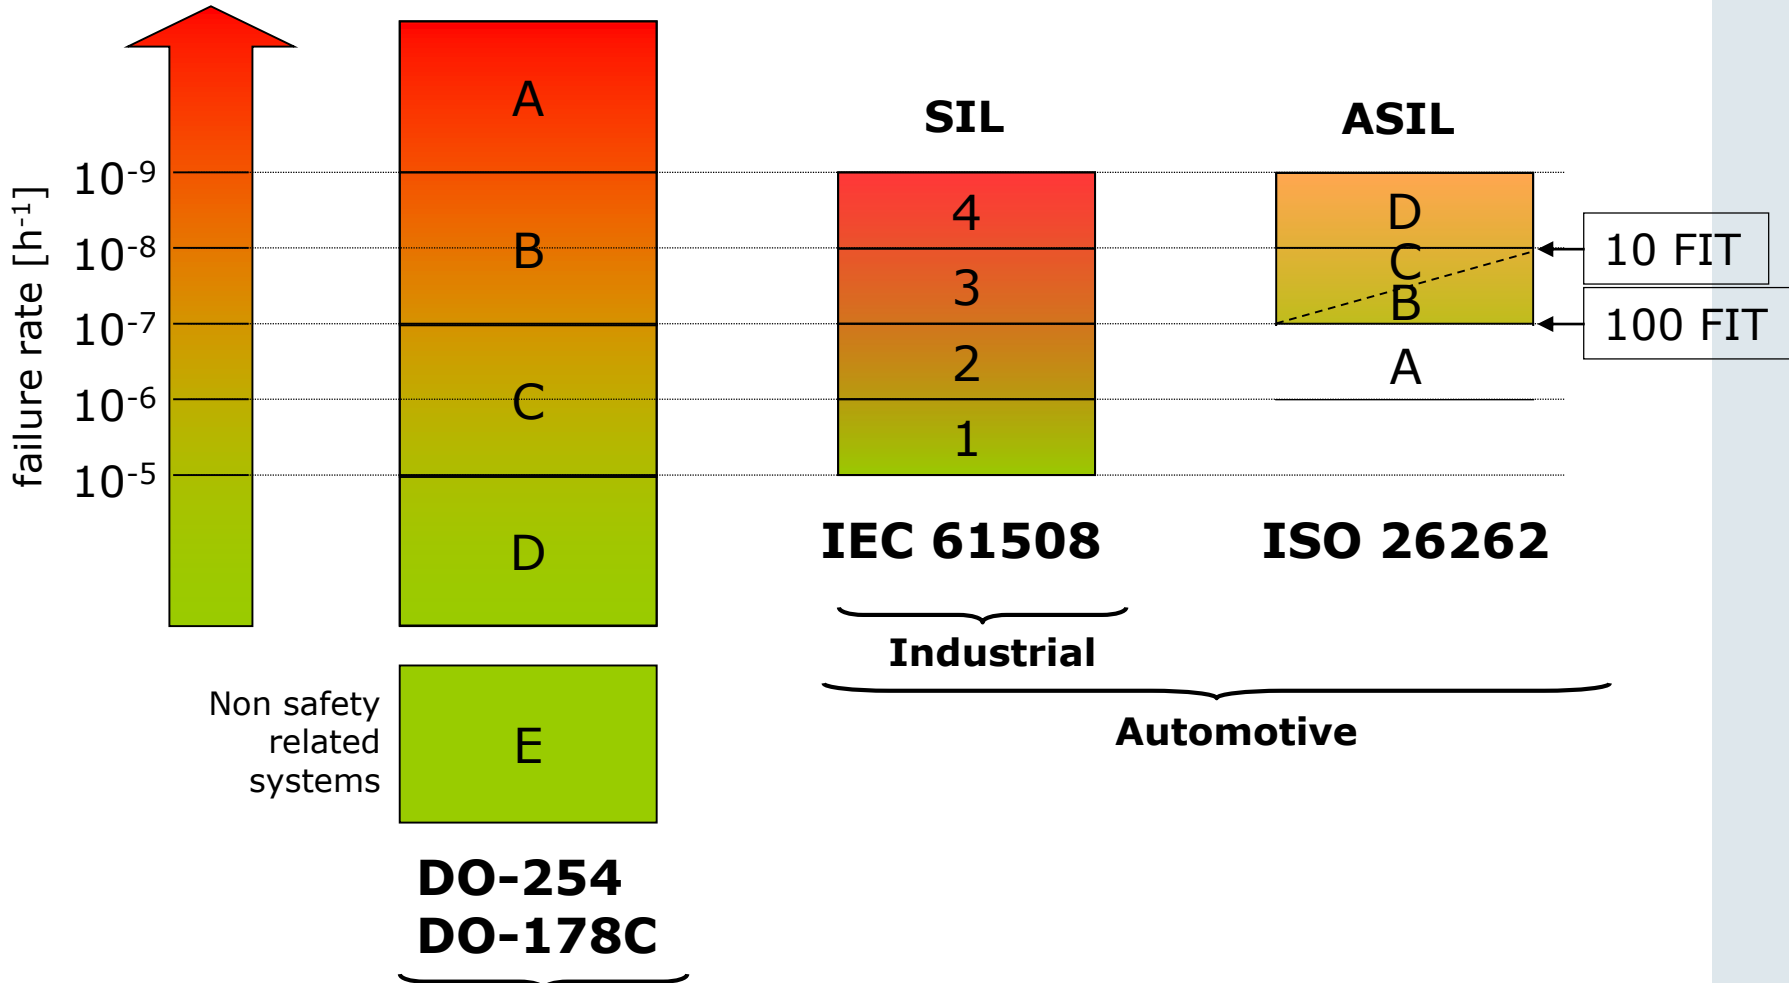 failure rate [h⁻¹]
10⁻⁹
10⁻⁸
10⁻⁷
10⁻⁶
10⁻⁵
A
B
C
D
Non safety
related
systems
E
DO-254
DO-178C
SIL
4
3
2
1
IEC 61508
Industrial
ASIL
D
C
B
A
ISO 26262
Automotive
10 FIT
100 FIT